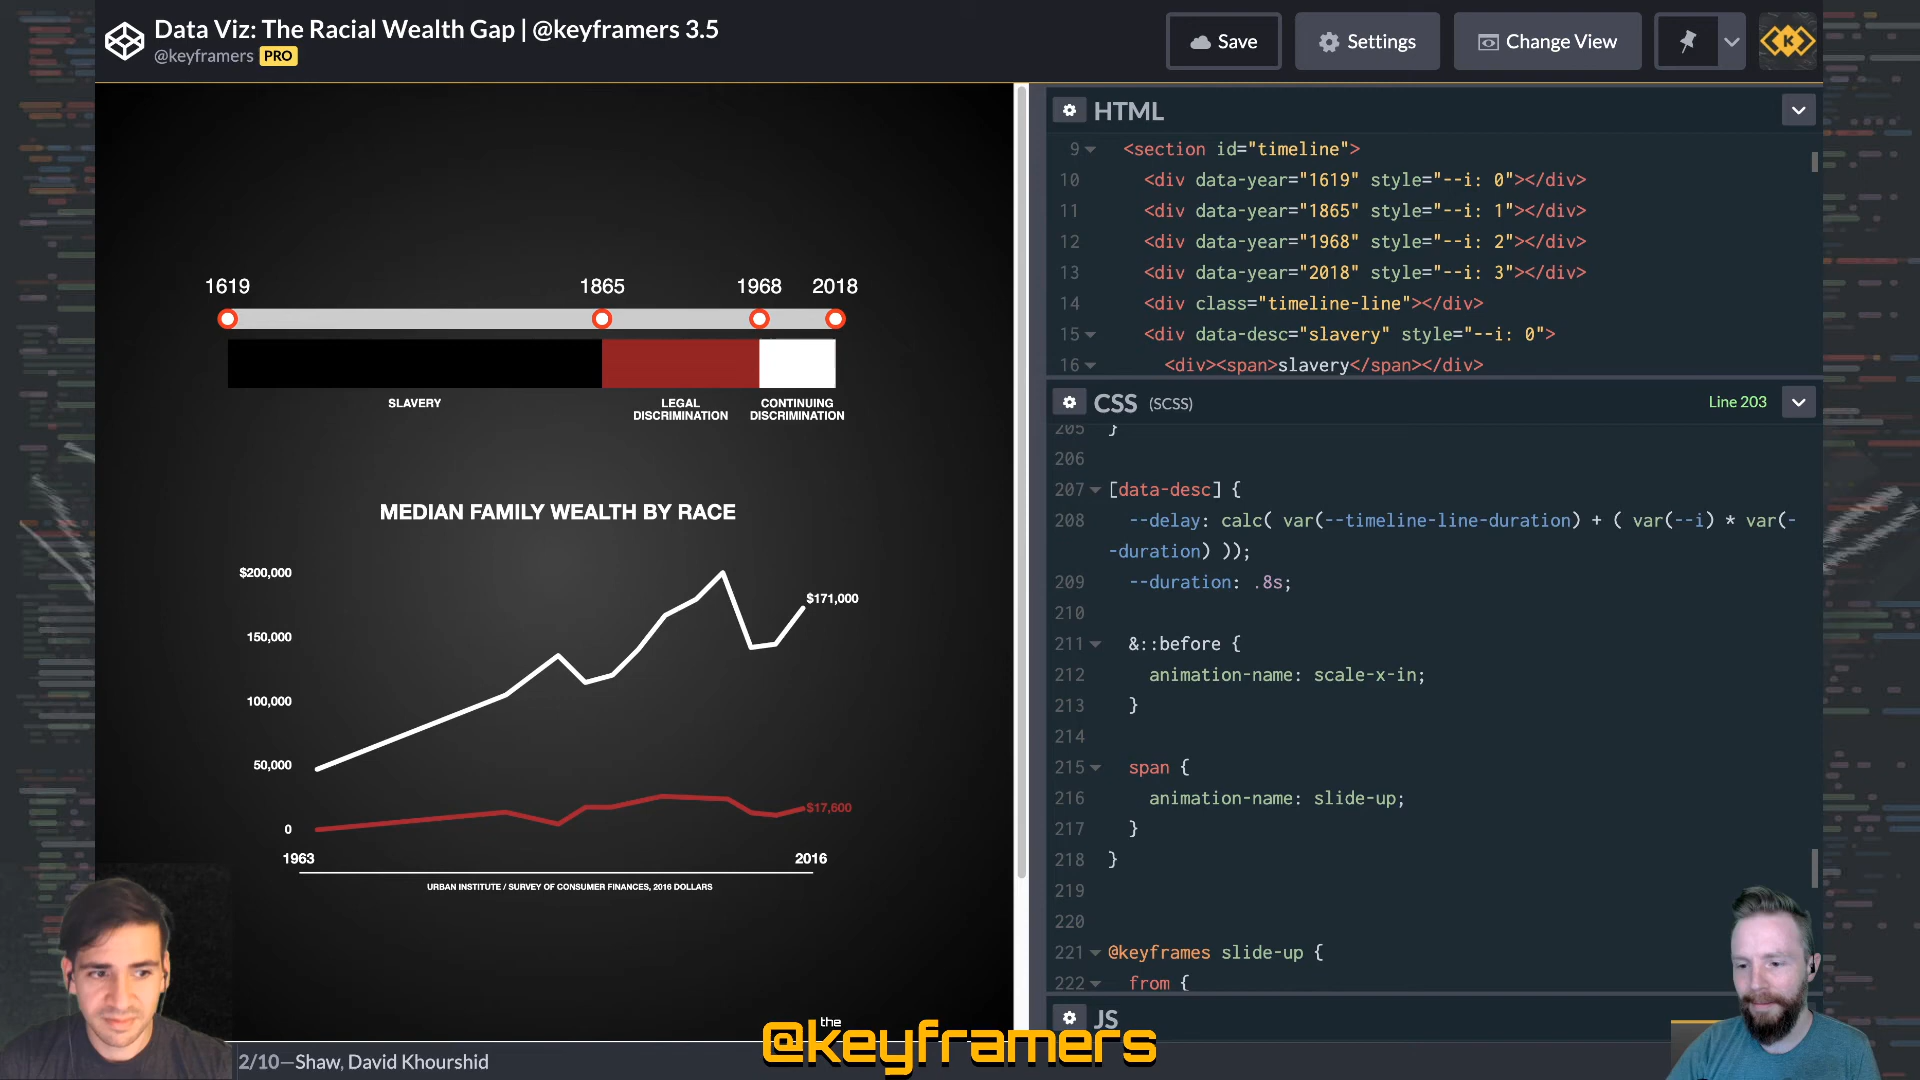 Data Viz: The Racial Wealth Gap | @keyframers 3.5
@keyframers PRO
Save
Settings
Change View
K
1619
1865
1968
2018
SLAVERY
LEGAL
DISCRIMINATION
CONTINUING
DISCRIMINATION
MEDIAN FAMILY WEALTH BY RACE
$200,000
150,000
100,000
50,000
0
$171,000
$17,600
1963
2016
URBAN INSTITUTE / SURVEY OF CONSUMER FINANCES, 2016 DOLLARS
HTML
9 <section id="timeline">
10 <div data-year="1619" style="--i: 0"></div>
11 <div data-year="1865" style="--i: 1"></div>
12 <div data-year="1968" style="--i: 2"></div>
13 <div data-year="2018" style="--i: 3"></div>
14 <div class="timeline-line"></div>
15 <div data-desc="slavery" style="--i: 0">
16 <div><span>slavery</span></div>
CSS (SCSS)
Line 203
205 }
206
207 [data-desc] {
208 --delay: calc( var(--timeline-line-duration) + ( var(--i) * var(-
-duration) ));
209 --duration: .8s;
210
211 &::before {
212 animation-name: scale-x-in;
213 }
214
215 span {
216 animation-name: slide-up;
217 }
218 }
219
220
221 @keyframes slide-up {
222 from {
JS
the
@keyframers
2/10—Shaw, David Khourshid